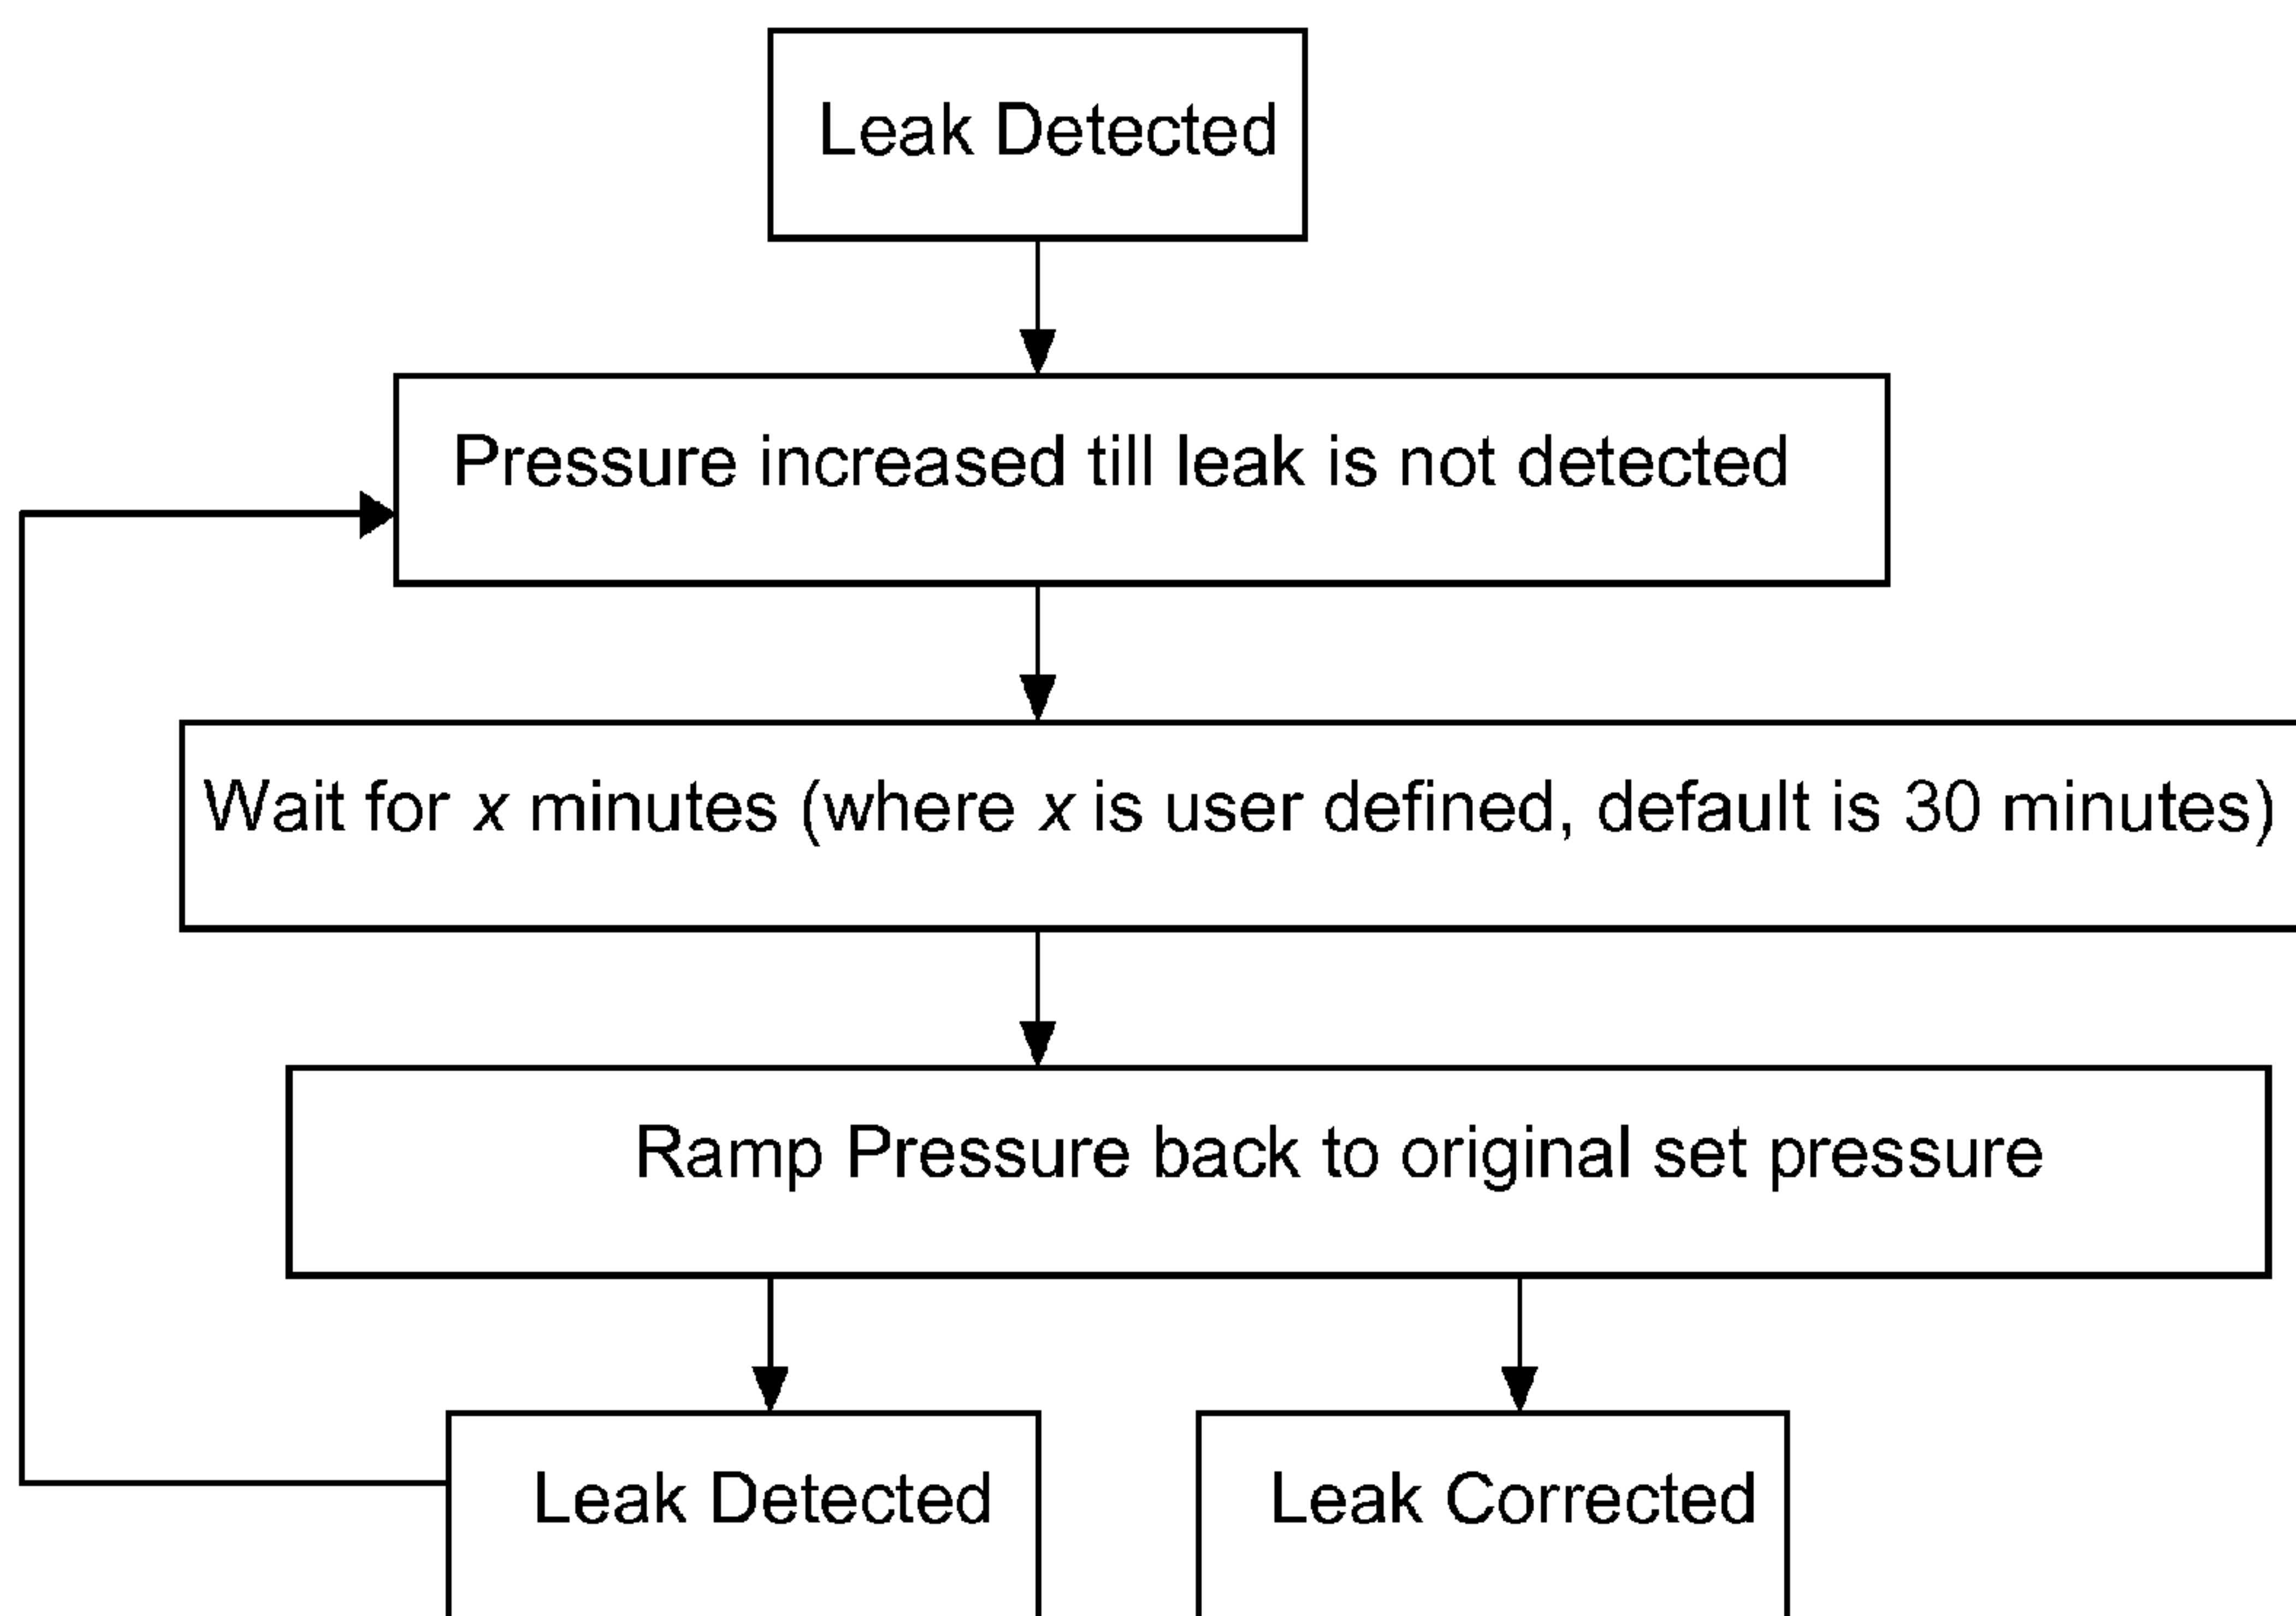 Leak Detected
Pressure increased till leak is not detected
Wait for x minutes (where x is user defined, default is 30 minutes)
Ramp Pressure back to original set pressure
Leak Detected
Leak Corrected